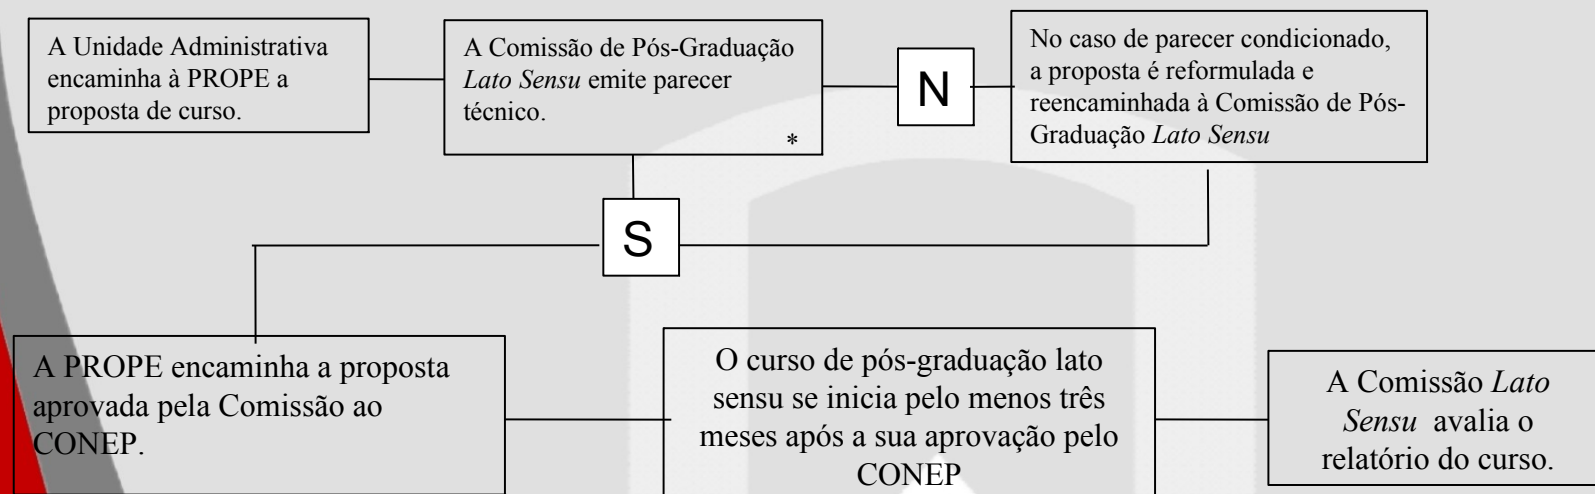 A Unidade Administrativa
encaminha à PROPE a
proposta de curso.
A Comissão de Pós-Graduação
Lato Sensu emite parecer
técnico.
*
N
No caso de parecer condicionado,
a proposta é reformulada e
reencaminhada à Comissão de Pós-
Graduação Lato Sensu
S
A PROPE encaminha a proposta
aprovada pela Comissão ao
CONEP.
O curso de pós-graduação lato
sensu se inicia pelo menos três
meses após a sua aprovação pelo
CONEP
A Comissão Lato
Sensu avalia o
relatório do curso.